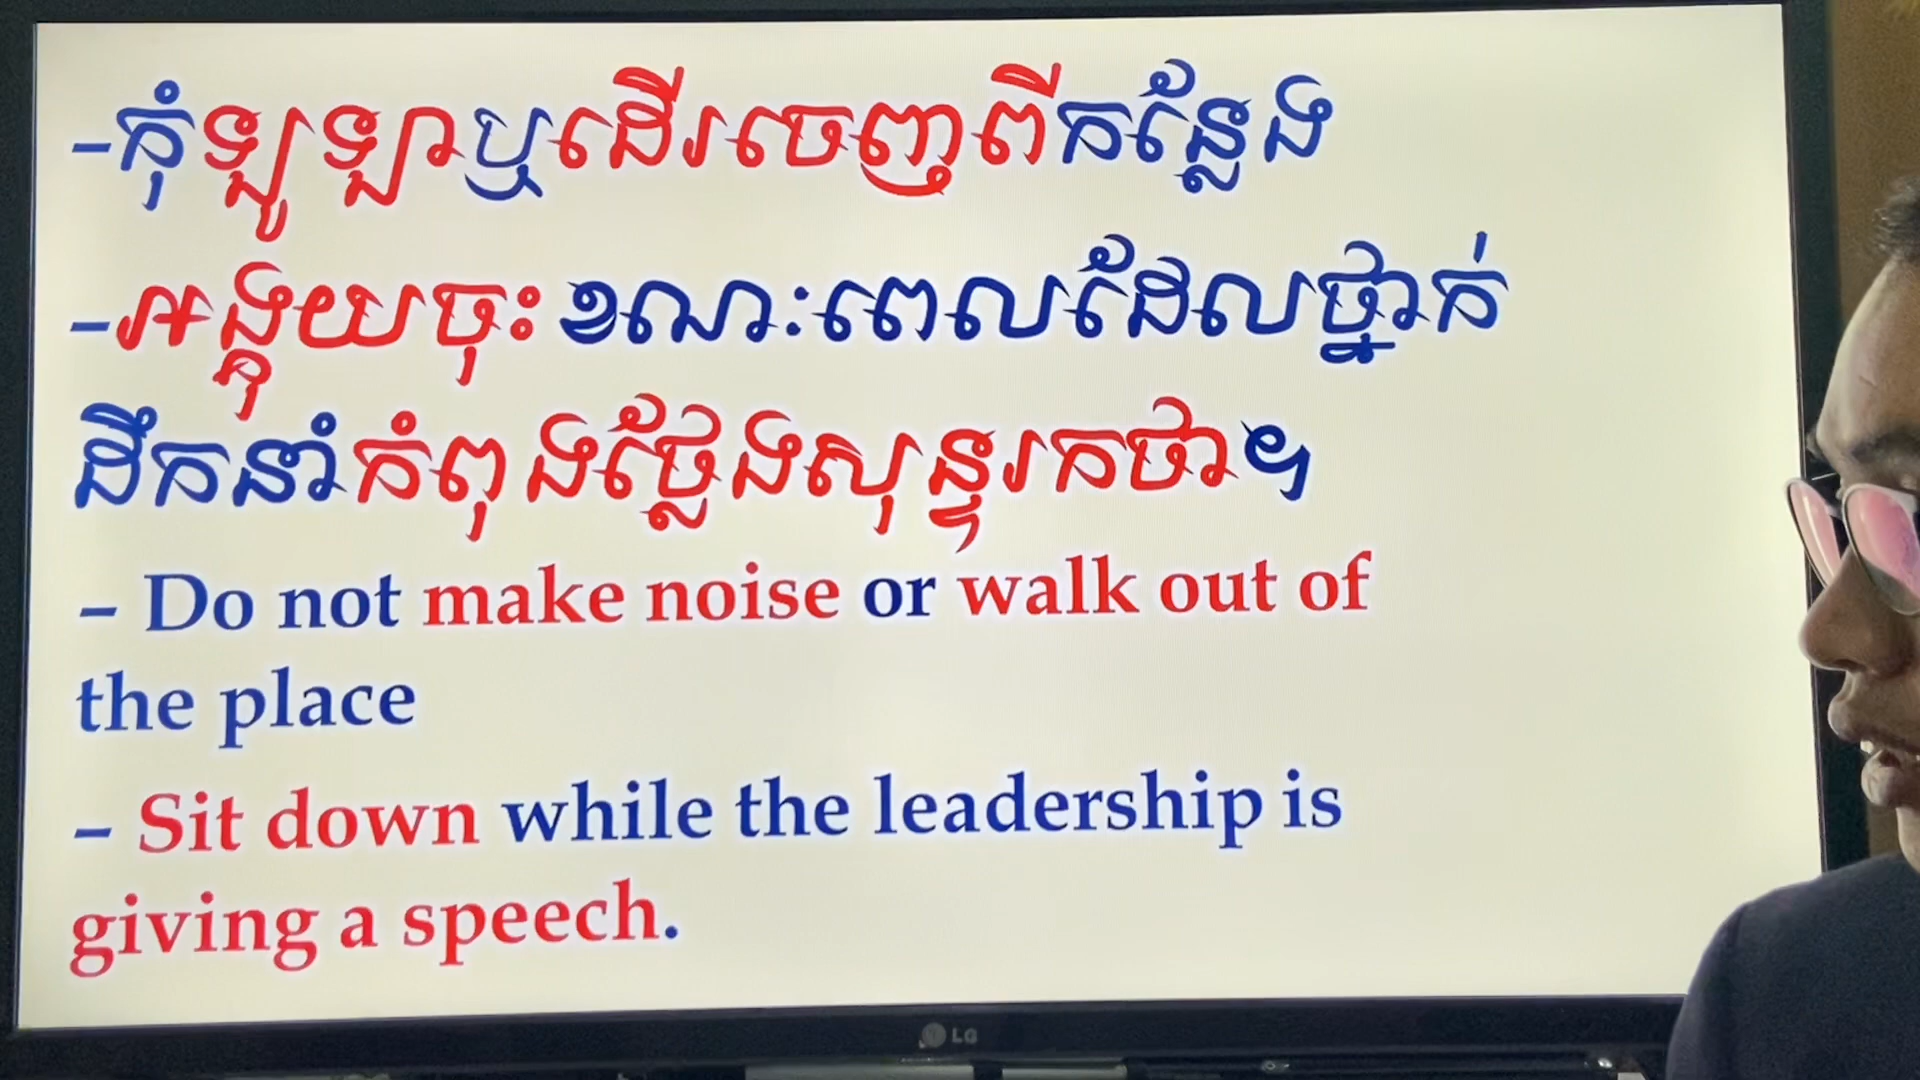 -កុំឡូឡាឬដើរចេញពីកន្លែង
-អង្គុយចុះខណៈពេលដែលថ្នាក់
ដឹកនាំកំពុងថ្លែងសុន្ទរកថា។
– Do not make noise or walk out of
the place
– Sit down while the leadership is
giving a speech.
LG